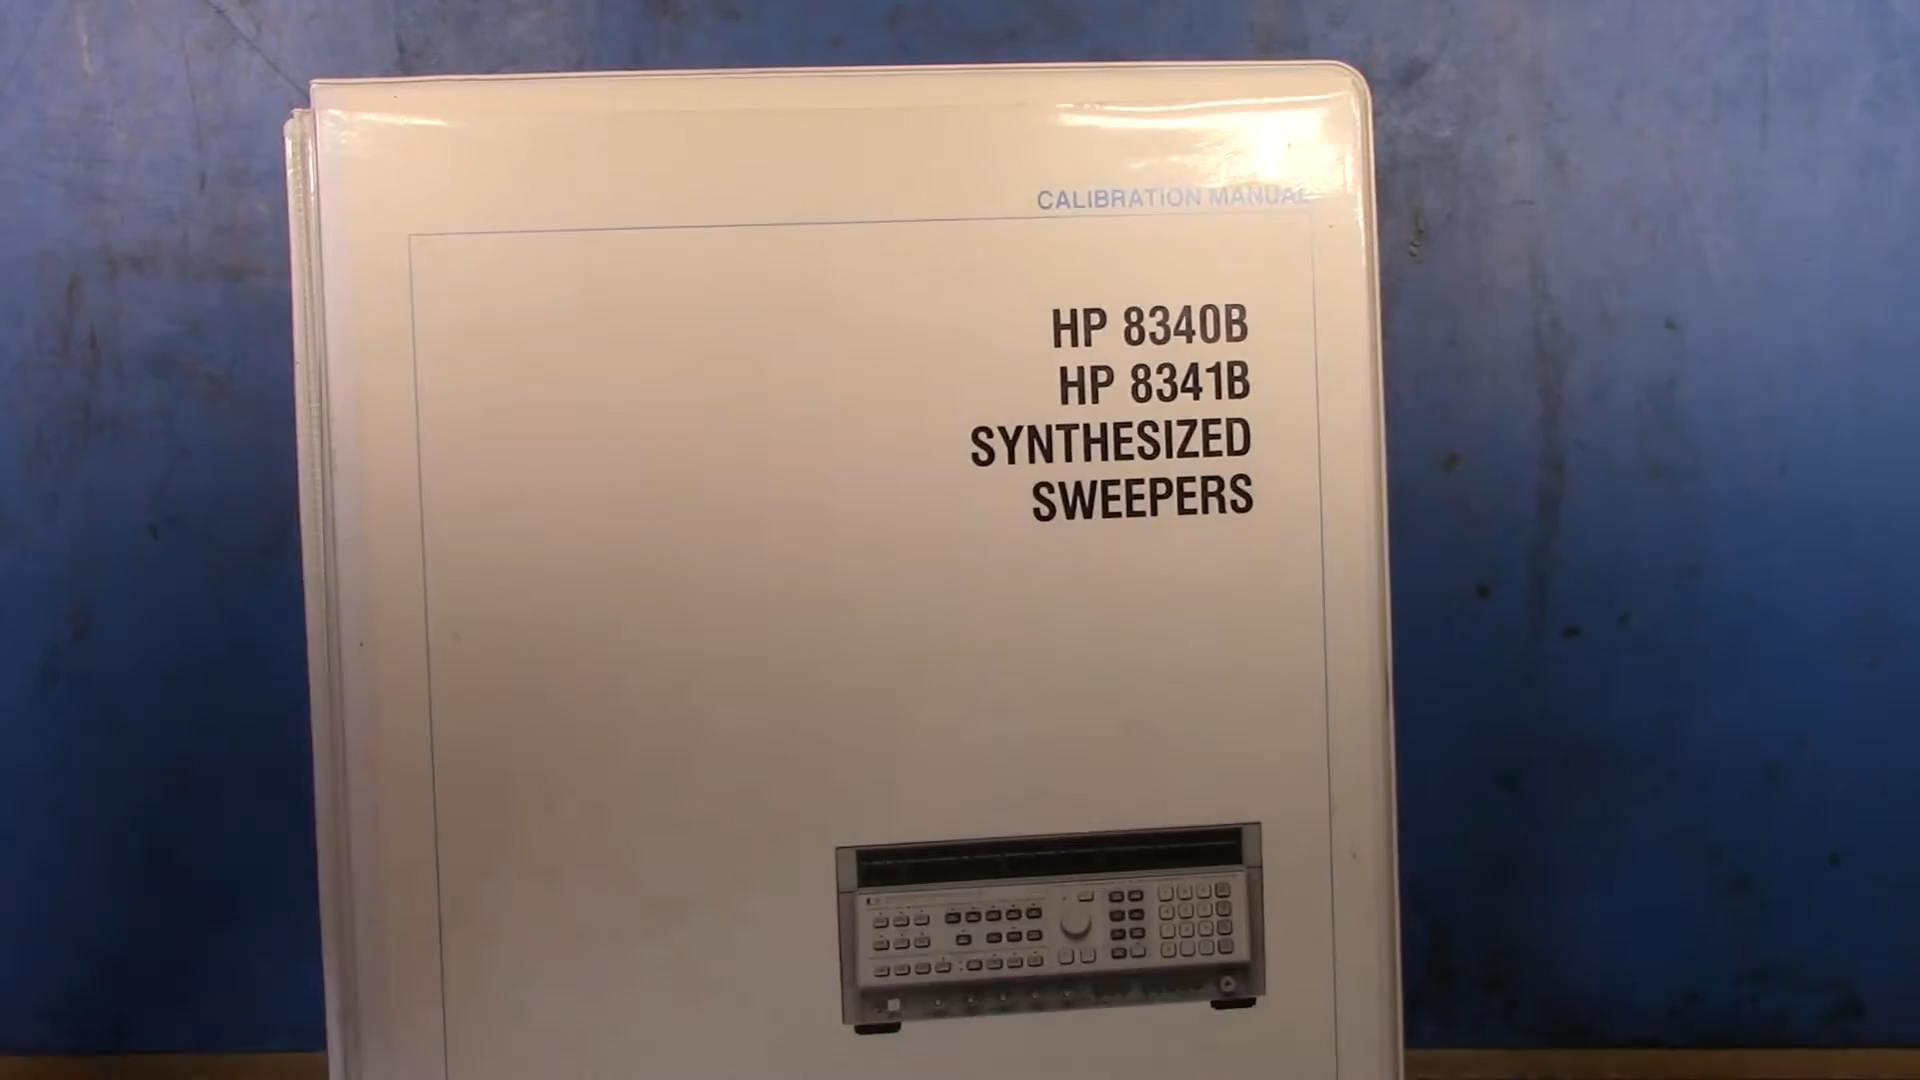 CALIBRATION MANUAL
HP 8340B
HP 8341B
SYNTHESIZED
SWEEPERS